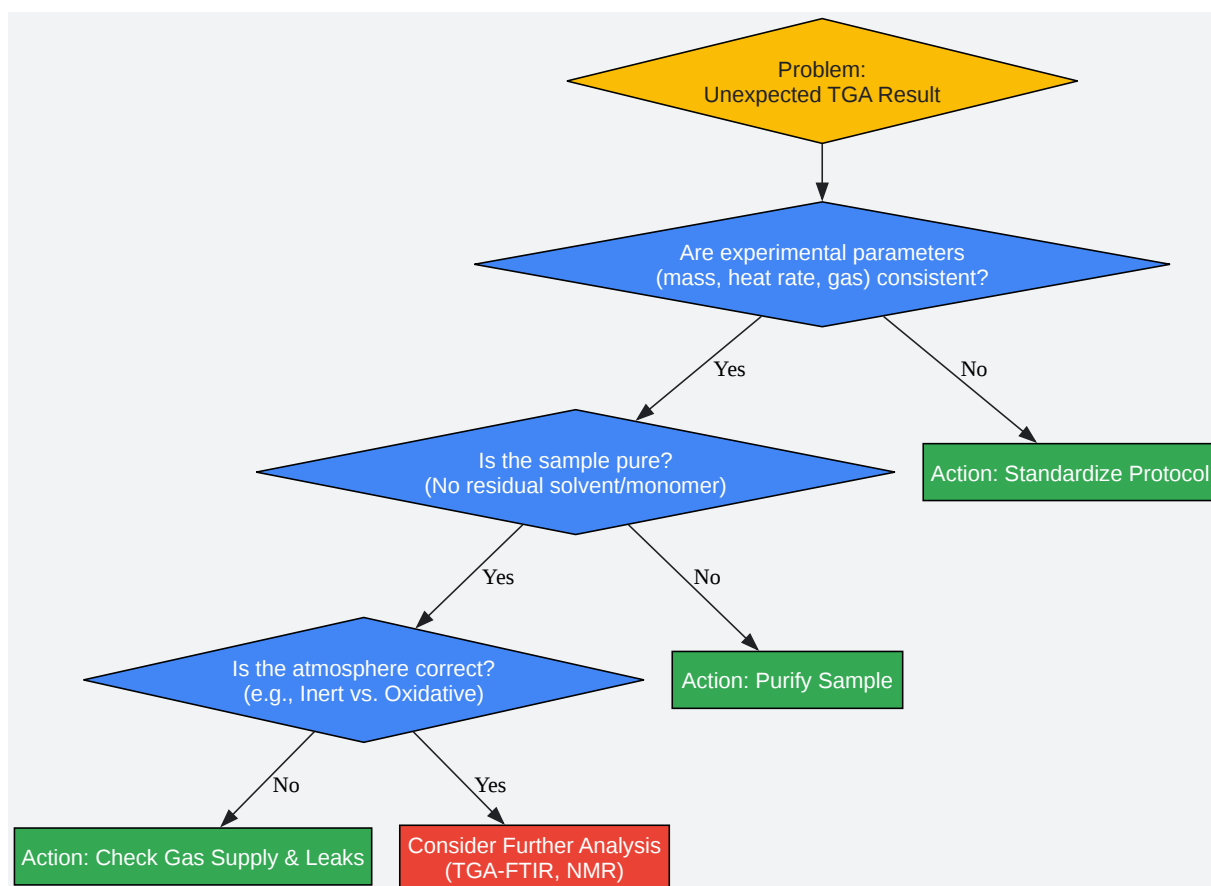 Problem:
Unexpected TGA Result
Are experimental parameters
(mass, heat rate, gas) consistent?
Yes
No
Is the sample pure?
(No residual solvent/monomer)
Action: Standardize Protocol
Yes
No
Is the atmosphere correct?
(e.g., Inert vs. Oxidative)
Action: Purify Sample
No
Yes
Action: Check Gas Supply & Leaks
Consider Further Analysis
(TGA-FTIR, NMR)